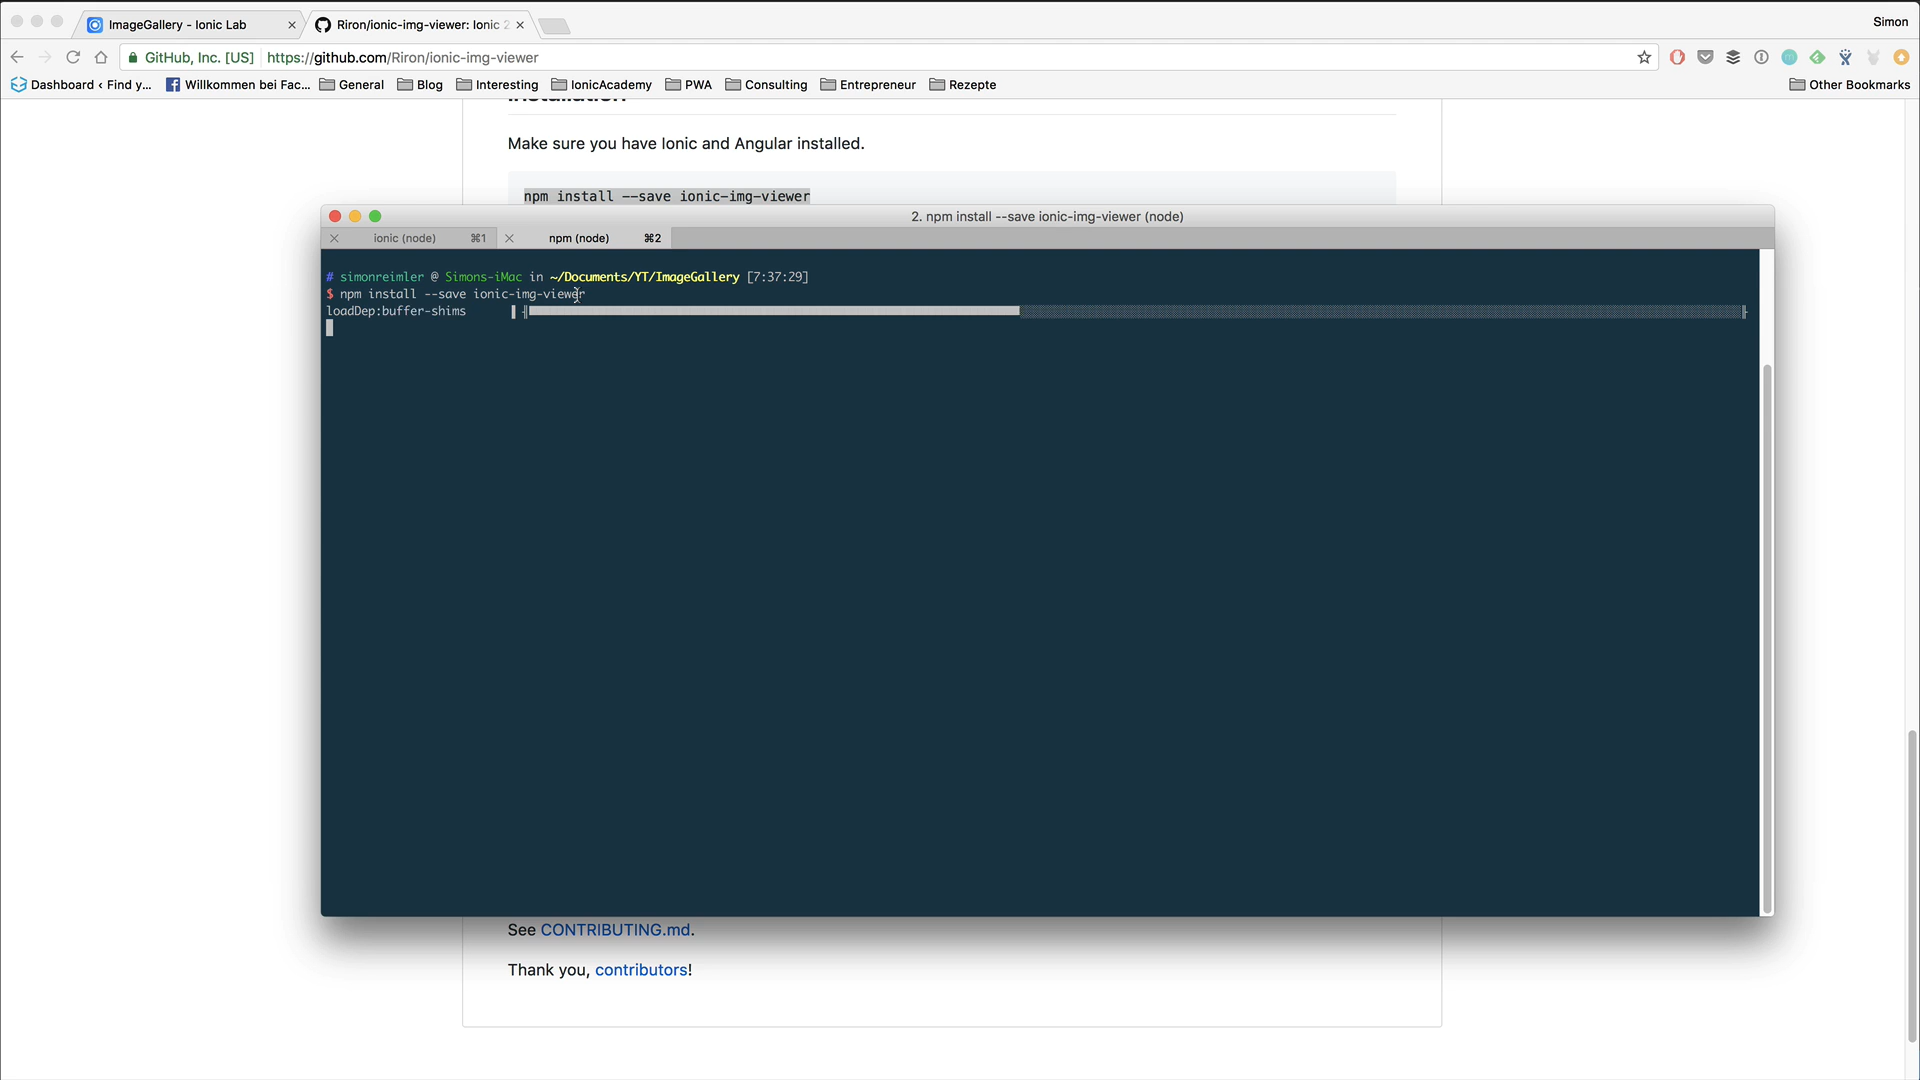 ImageGallery - Ionic Lab
Riron/ionic-img-viewer: Ionic 2
Simon
GitHub, Inc. [US]
https://github.com/Riron/ionic-img-viewer
Dashboard ‹ Find y...
Willkommen bei Fac...
General
Blog
Interesting
IonicAcademy
PWA
Consulting
Entrepreneur
Rezepte
Other Bookmarks
Installation
Make sure you have Ionic and Angular installed.
npm install --save ionic-img-viewer
2. npm install --save ionic-img-viewer (node)
ionic (node) ⌘1
npm (node) ⌘2
# simonreimler @ Simons-iMac in ~/Documents/YT/ImageGallery [7:37:29]
$ npm install --save ionic-img-viewer
loadDep:buffer-shims
See CONTRIBUTING.md.
Thank you, contributors!